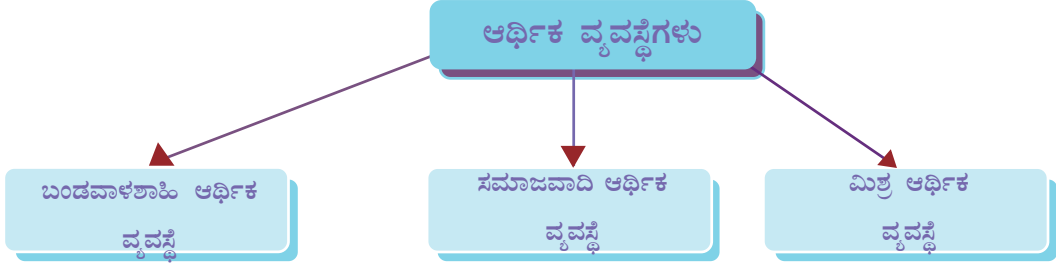 ಆರ್ಥಿಕ ವ್ಯವಸ್ಥೆಗಳು
ಬಂಡವಾಳಶಾಹಿ ಆರ್ಥಿಕ
ವ್ಯವಸ್ಥೆ
ಸಮಾಜವಾದಿ ಆರ್ಥಿಕ
ವ್ಯವಸ್ಥೆ
ಮಿಶ್ರ ಆರ್ಥಿಕ
ವ್ಯವಸ್ಥೆ